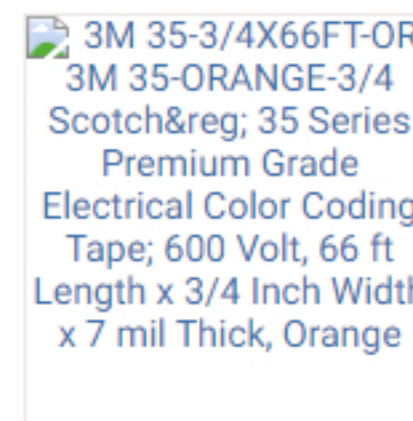 3M 35-3/4X66FT-OR
3M 35-ORANGE-3/4
Scotch&reg; 35 Series
Premium Grade
Electrical Color Coding
Tape; 600 Volt, 66 ft
Length x 3/4 Inch Width
x 7 mil Thick, Orange